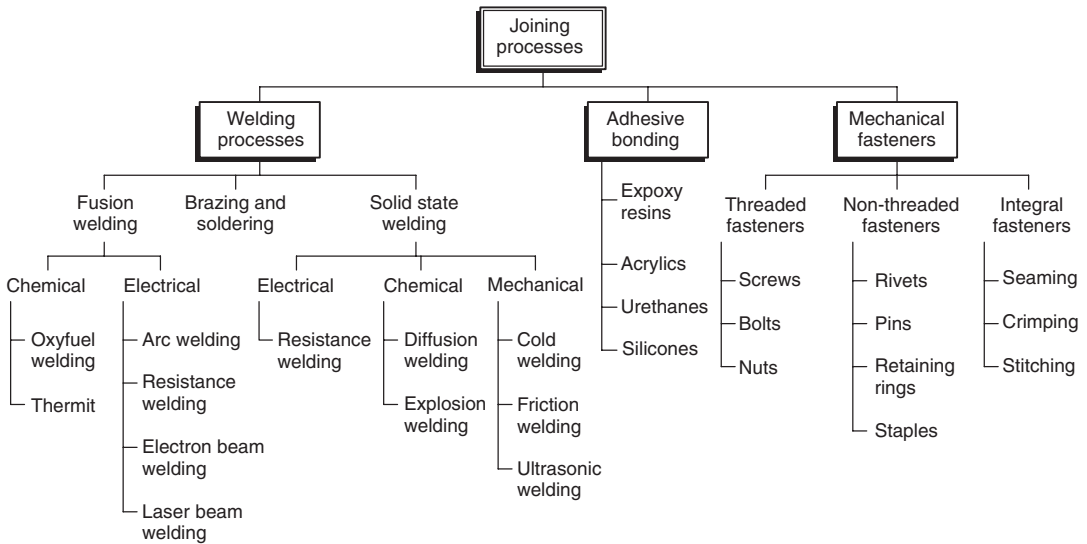 Joining
processes
Welding
processes
Adhesive
bonding
Mechanical
fasteners
Fusion
welding
Brazing and
soldering
Solid state
welding
Expoxy
resins
Acrylics
Urethanes
Silicones
Threaded
fasteners
Non-threaded
fasteners
Integral
fasteners
Chemical
Electrical
Electrical
Chemical
Mechanical
Oxyfuel
welding
Thermit
Arc welding
Resistance
welding
Electron beam
welding
Laser beam
welding
Resistance
welding
Diffusion
welding
Explosion
welding
Cold
welding
Friction
welding
Ultrasonic
welding
Screws
Bolts
Nuts
Rivets
Pins
Retaining
rings
Staples
Seaming
Crimping
Stitching